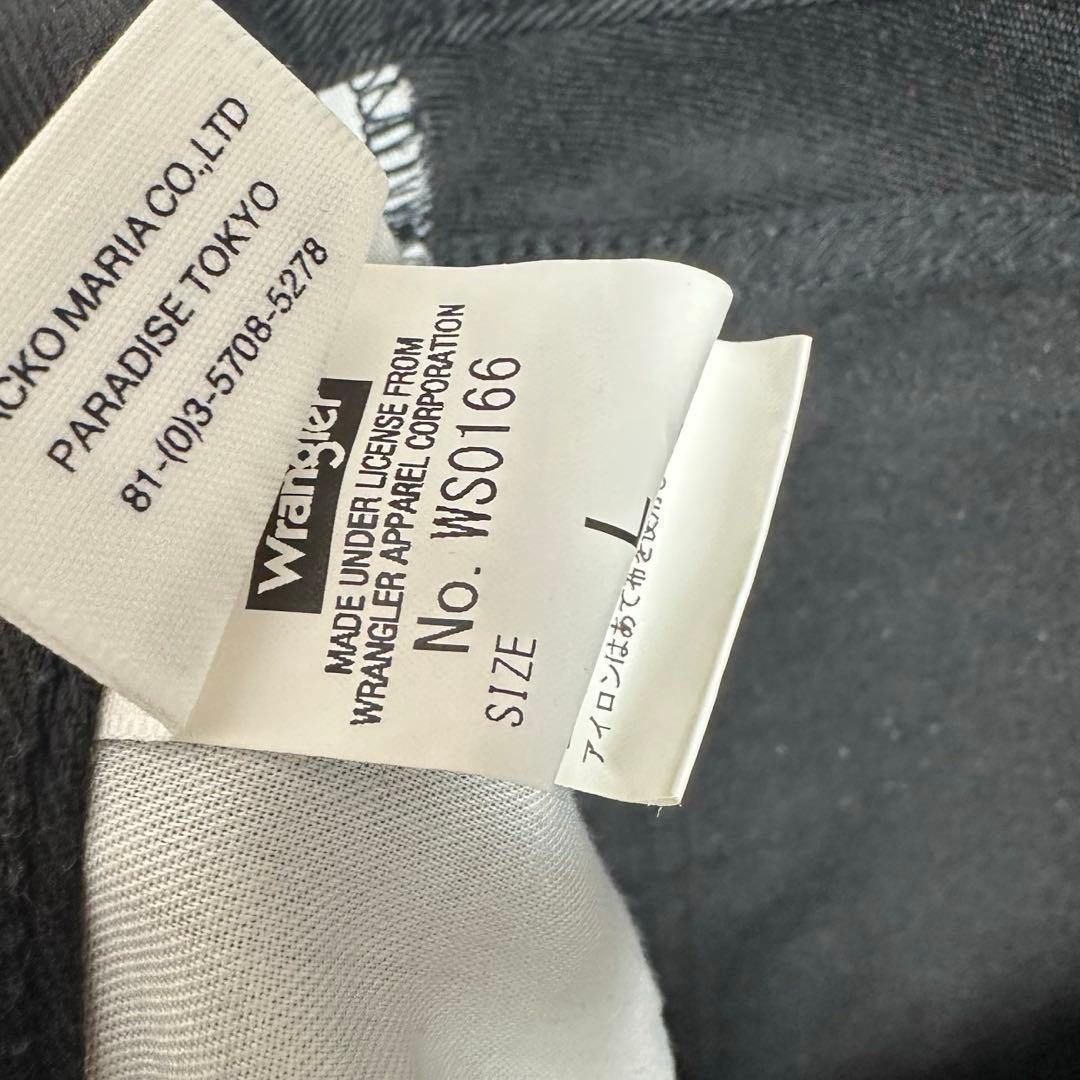 CKO MARIA CO.,LTD
PARADISE TOKYO
81-(0)3-5708-5278
Wrangler
MADE UNDER LICENSE FROM
WRANGLER APPAREL CORPORATION
No. WS0166
SIZE L
アイロンはあて布を使用